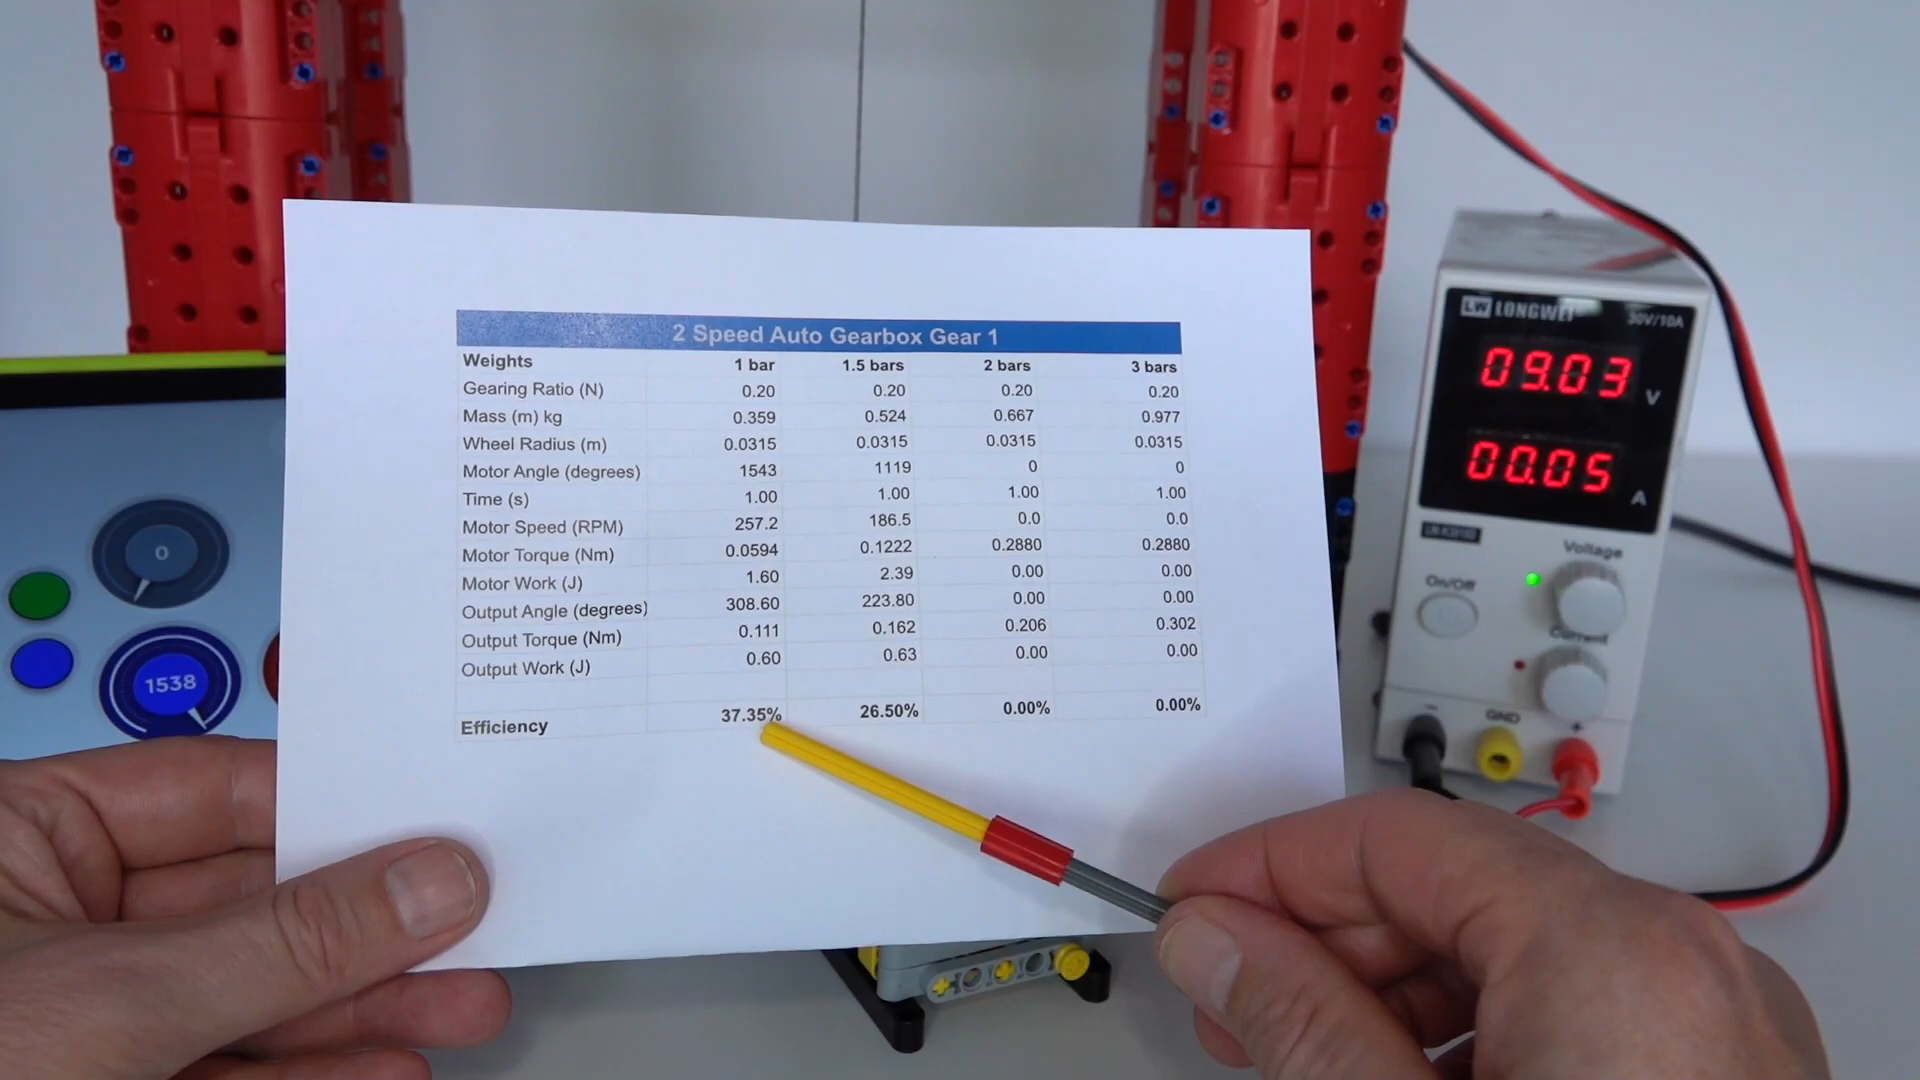 2 Speed Auto Gearbox Gear 1
Weights 1 bar 1.5 bars 2 bars 3 bars
Gearing Ratio (N) 0.20 0.20 0.20 0.20
Mass (m) kg 0.359 0.524 0.667 0.977
Wheel Radius (m) 0.0315 0.0315 0.0315 0.0315
Motor Angle (degrees) 1543 1119 0 0
Time (s) 1.00 1.00 1.00 1.00
Motor Speed (RPM) 257.2 186.5 0.0 0.0
Motor Torque (Nm) 0.0594 0.1222 0.2880 0.2880
Motor Work (J) 1.60 2.39 0.00 0.00
Output Angle (degrees) 308.60 223.80 0.00 0.00
Output Torque (Nm) 0.111 0.162 0.206 0.302
Output Work (J) 0.60 0.63 0.00 0.00
Efficiency 37.35% 26.50% 0.00% 0.00%
0
1538
LW LONGWEI 30V/10A
09.03 V
00.05 A
Voltage
On/Off
Current
- GND +